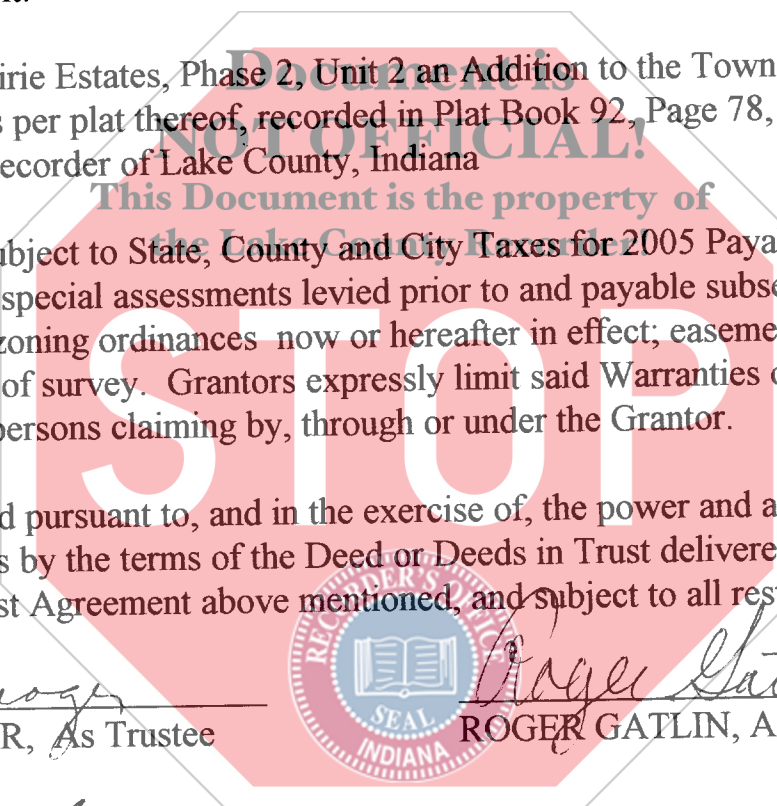 Document is
irie Estates, Phase 2, Unit 2 an Addition to the Town
s per plat thereof, recorded in Plat Book 92, Page 78,
NOT OFFICIAL!
ecorder of Lake County, Indiana
This Document is the property of
the Lake County Recorder!
ubject to State, County and City Taxes for 2005 Paya
special assessments levied prior to and payable subse
zoning ordinances now or hereafter in effect; easeme
of survey. Grantors expressly limit said Warranties
persons claiming by, through or under the Grantor.
STOP
d pursuant to, and in the exercise of, the power and a
s by the terms of the Deed or Deeds in Trust delivere
st Agreement above mentioned, and subject to all res
RECORDER'S OFFICE
SEAL
INDIANA
Roger Gat
R, As Trustee
ROGER GATLIN, A